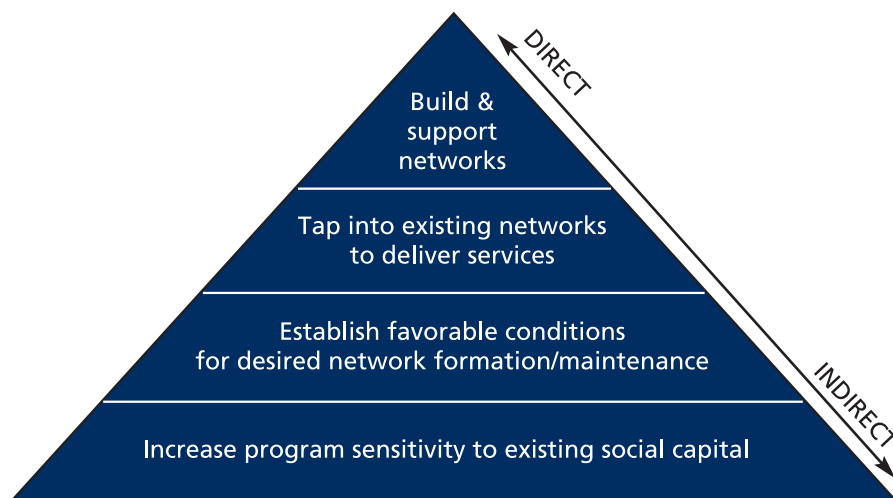 DIRECT
Build &
support
networks
Tap into existing networks
to deliver services
Establish favorable conditions
for desired network formation/maintenance
INDIRECT
Increase program sensitivity to existing social capital